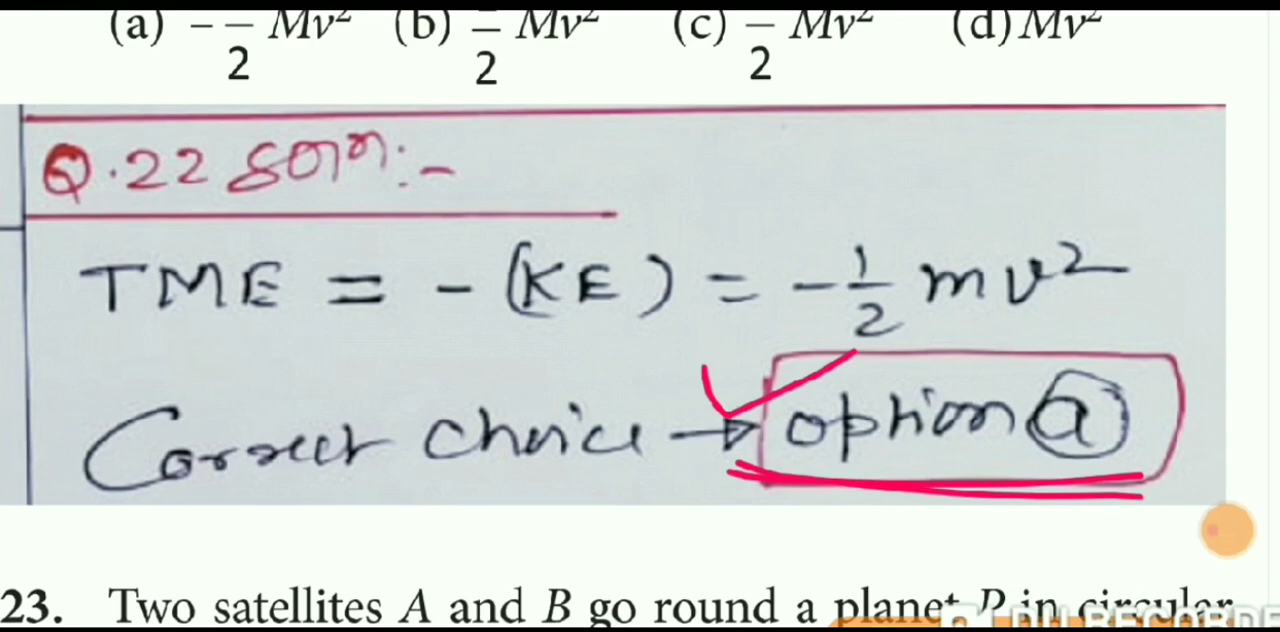 (a) - — Mv² (b) — Mv² (c) — Mv² (d) Mv²
2 2 2
Q.22 Soln:-
TME = - (KE) = - 1/2 mv²
Correct choice → option (a)
23. Two satellites A and B go round a planet P in circular